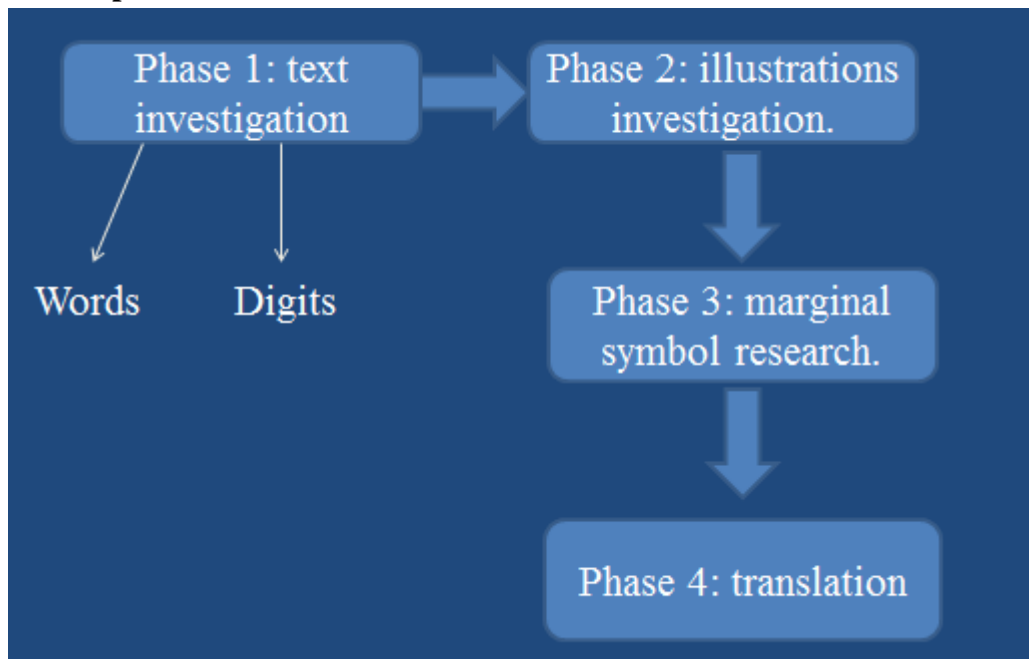 Phase 1: text
investigation
Phase 2: illustrations
investigation.
Words
Digits
Phase 3: marginal
symbol research.
Phase 4: translation